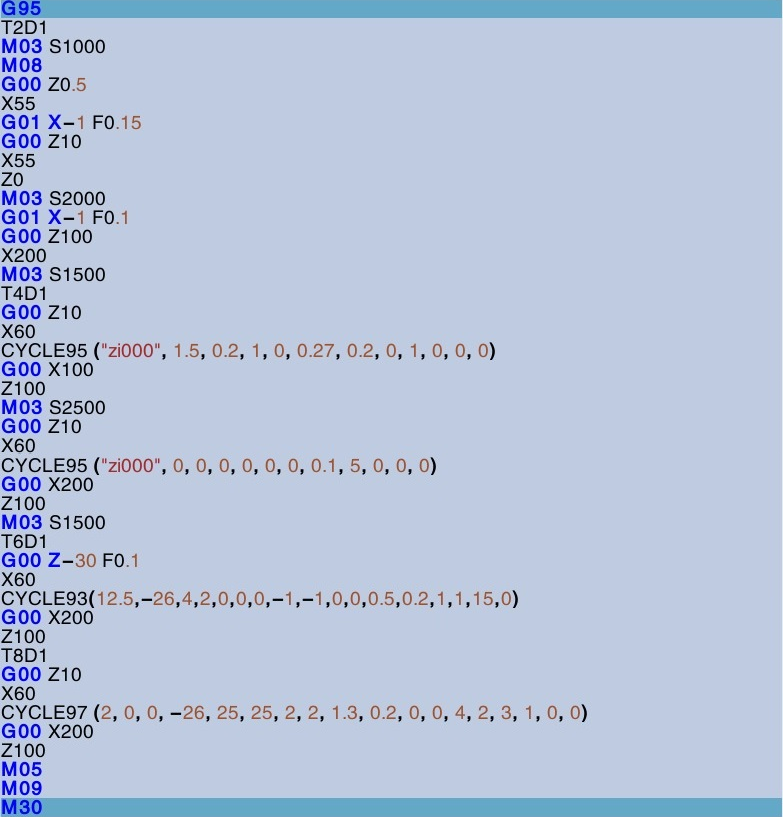 G95
T2D1
M03 S1000
M08
G00 Z0.5
X55
G01 X-1 F0.15
G00 Z10
X55
Z0
M03 S2000
G01 X-1 F0.1
G00 Z100
X200
M03 S1500
T4D1
G00 Z10
X60
CYCLE95 ("zi000", 1.5, 0.2, 1, 0, 0.27, 0.2, 0, 1, 0, 0, 0)
G00 X100
Z100
M03 S2500
G00 Z10
X60
CYCLE95 ("zi000", 0, 0, 0, 0, 0, 0, 0.1, 5, 0, 0, 0)
G00 X200
Z100
M03 S1500
T6D1
G00 Z-30 F0.1
X60
CYCLE93(12.5,-26,4,2,0,0,0,-1,-1,0,0,0.5,0.2,1,1,15,0)
G00 X200
Z100
T8D1
G00 Z10
X60
CYCLE97 (2, 0, 0, -26, 25, 25, 2, 2, 1.3, 0.2, 0, 0, 4, 2, 3, 1, 0, 0)
G00 X200
Z100
M05
M09
M30